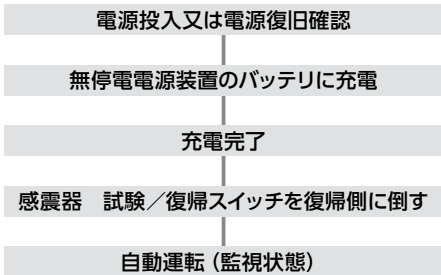 電源投入又は電源復旧確認
無停電電源装置のバッテリに充電
充電完了
感震器　試験／復帰スイッチを復帰側に倒す
自動運転（監視状態）